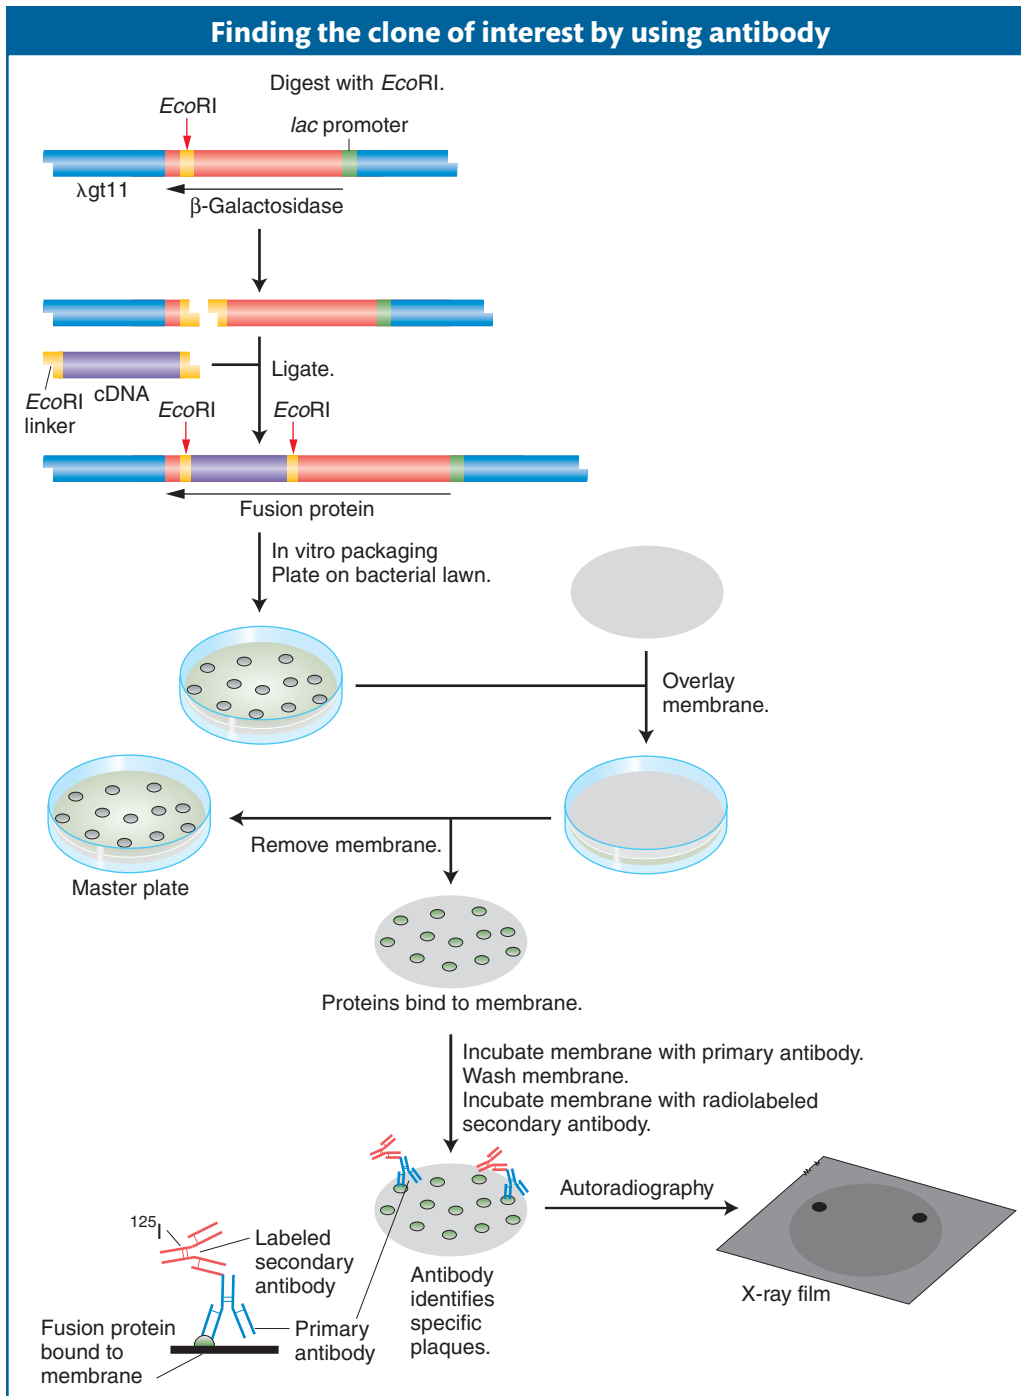 Finding the clone of interest by using antibody
Digest with EcoRI.
EcoRI
lac promoter
λgt11
β-Galactosidase
Ligate.
cDNA
EcoRI
linker
EcoRI
EcoRI
Fusion protein
In vitro packaging
Plate on bacterial lawn.
Overlay
membrane.
Remove membrane.
Master plate
Proteins bind to membrane.
Incubate membrane with primary antibody.
Wash membrane.
Incubate membrane with radiolabeled
secondary antibody.
Autoradiography
X-ray film
125I
Labeled
secondary
antibody
Antibody
identifies
specific
plaques.
Primary
antibody
Fusion protein
bound to
membrane